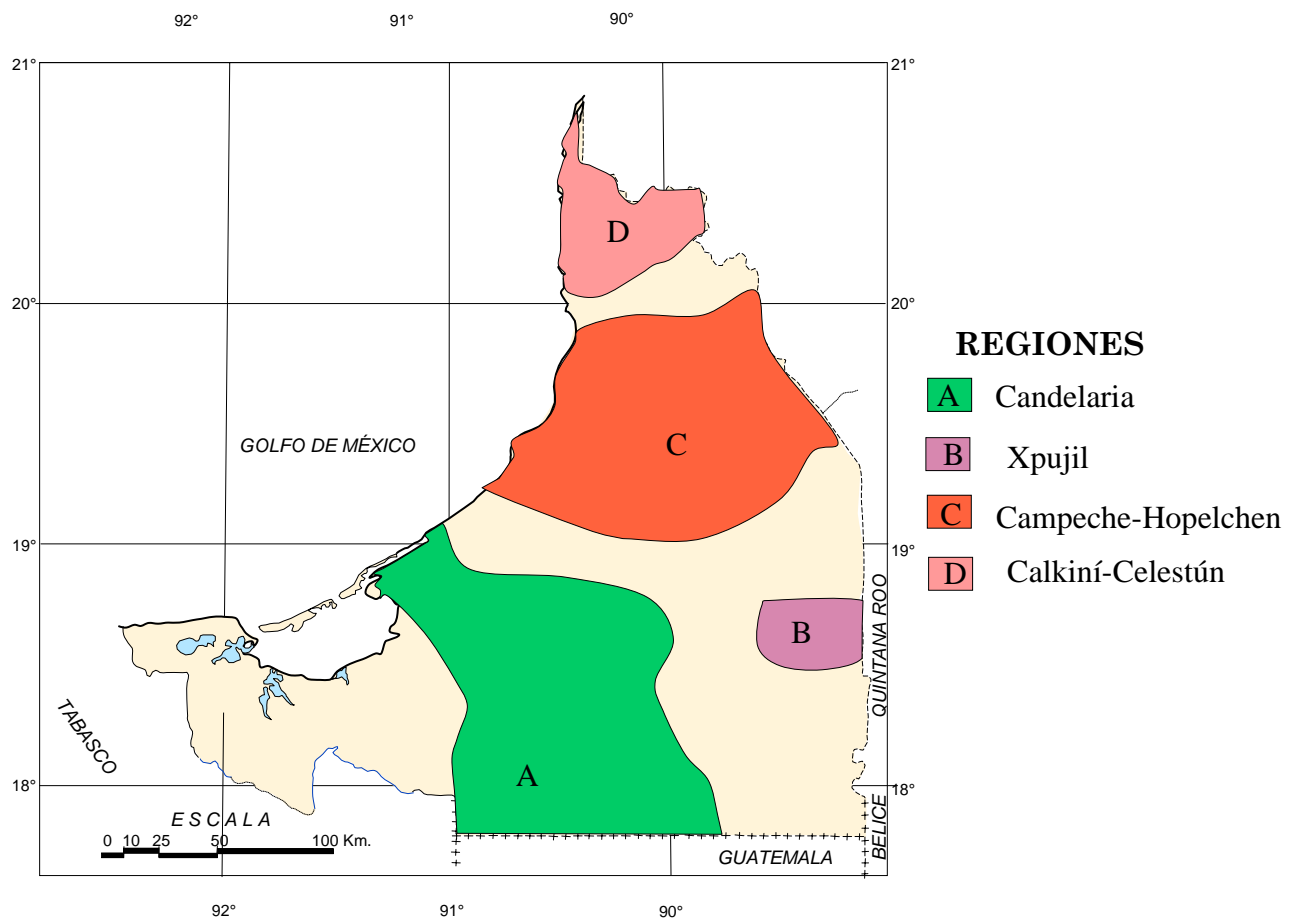 92°
91°
90°
21°
21°
D
20°
20°
REGIONES
A Candelaria
GOLFO DE MÉXICO
C
B Xpujil
C Campeche-Hopelchen
19°
19°
D Calkiní-Celestún
B
QUINTANA ROO
TABASCO
A
18°
18°
ESCALA
0 10 25 50 100 Km.
GUATEMALA
BELICE
92°
91°
90°